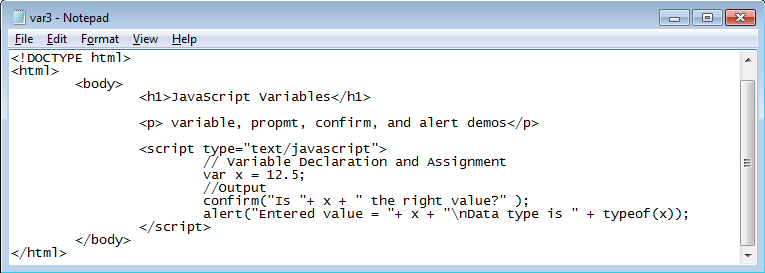 var3 - Notepad
File Edit Format View Help
<!DOCTYPE html>
<html>
<body>
<h1>JavaScript Variables</h1>
<p> variable, propmt, confirm, and alert demos</p>
<script type="text/javascript">
// Variable Declaration and Assignment
var x = 12.5;
//Output
confirm("Is "+ x + " the right value?" );
alert("Entered value = "+ x + "\nData type is " + typeof(x));
</script>
</body>
</html>